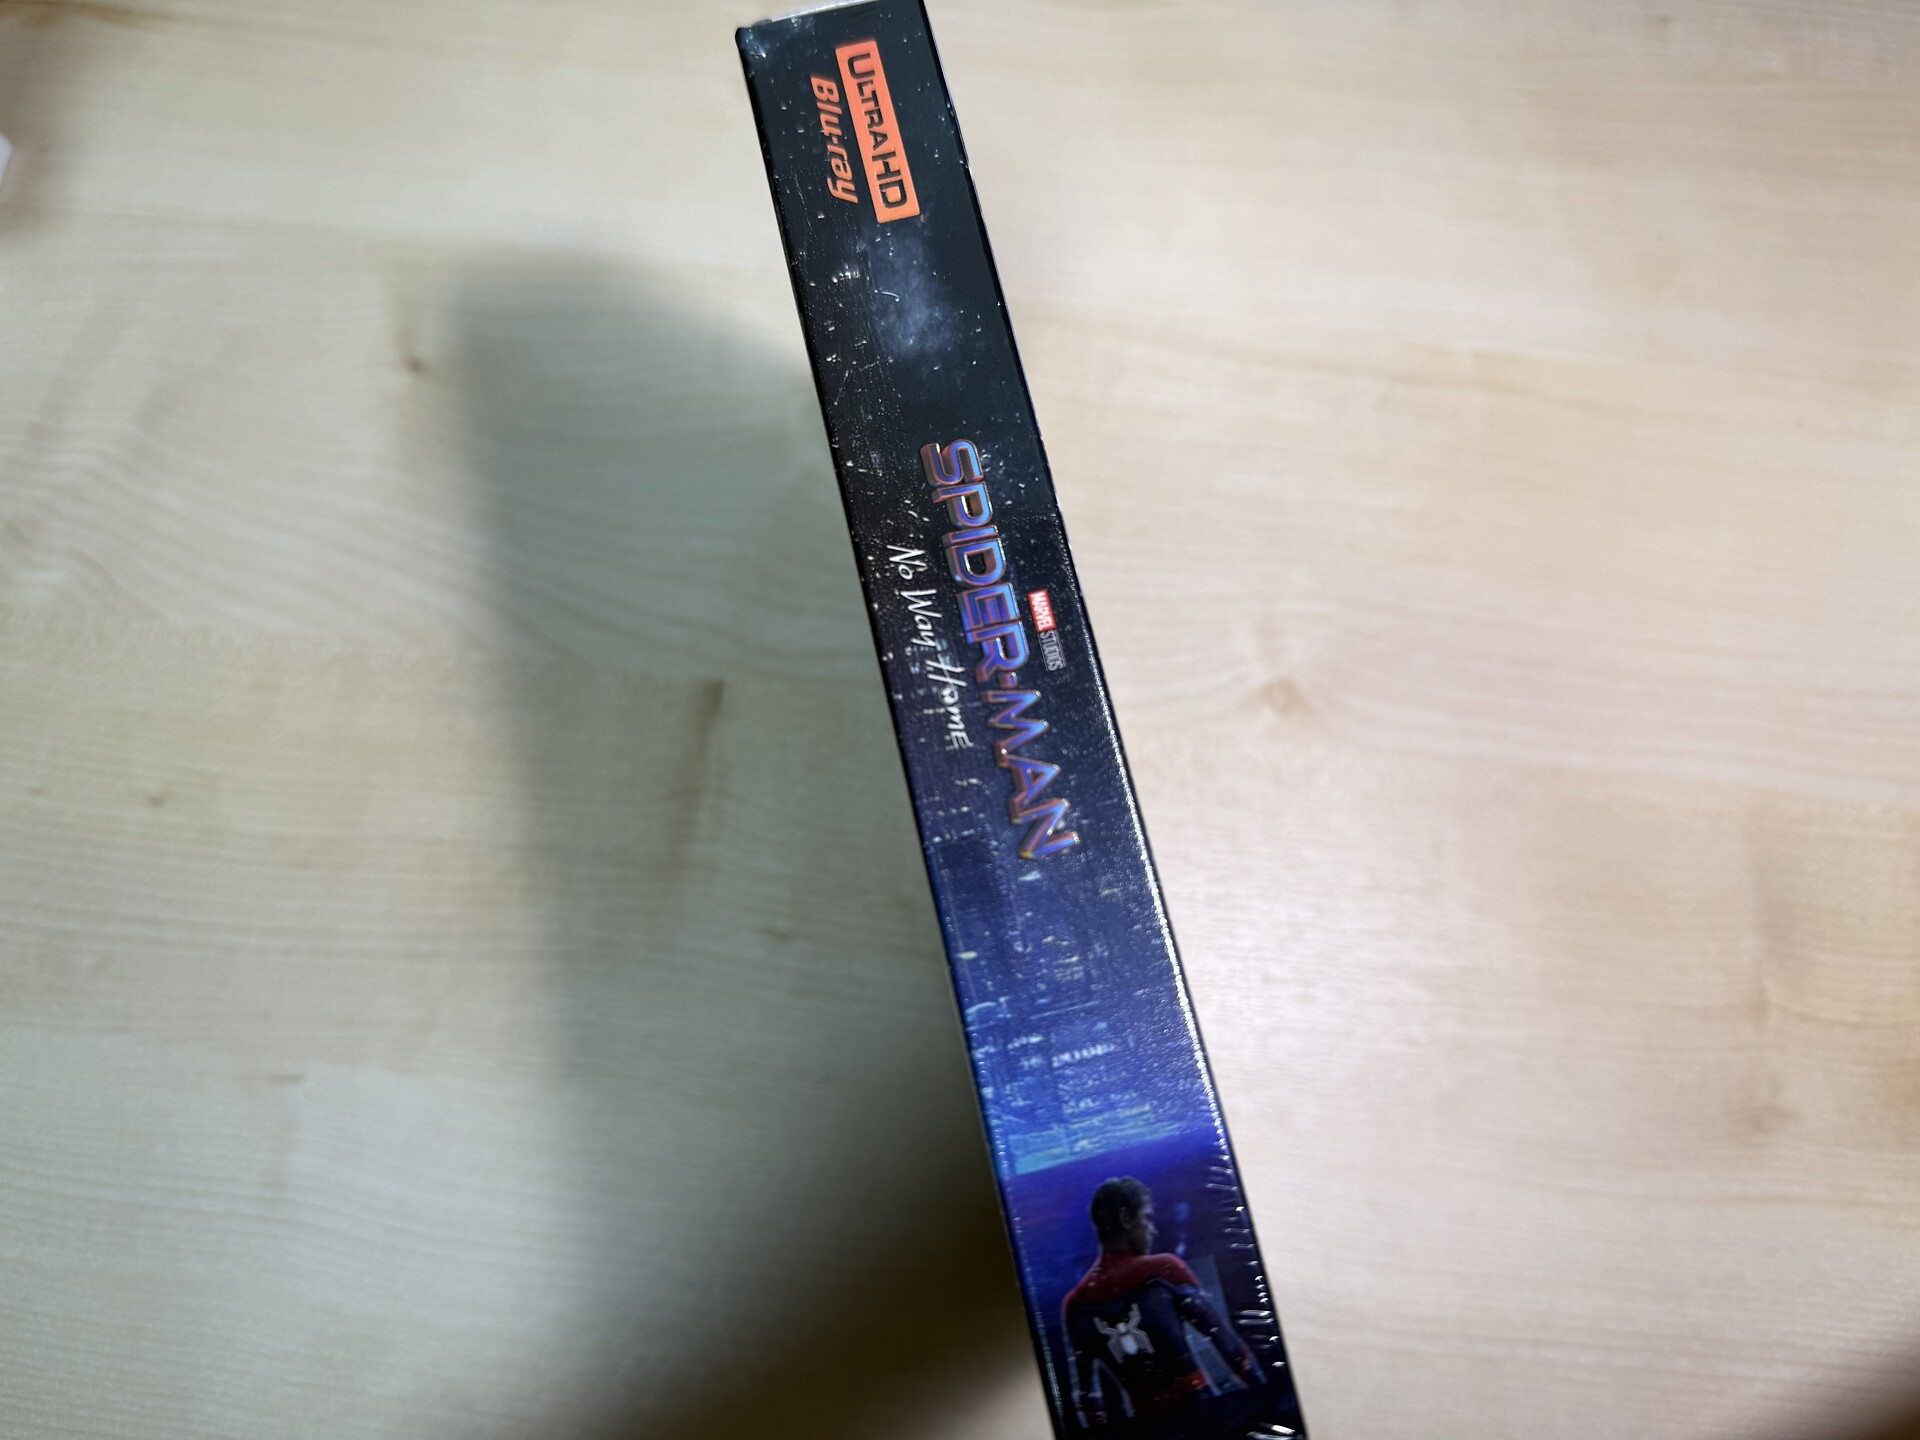 ULTRA HD
Blu-ray
MARVEL STUDIOS
SPIDER-MAN
No Way Home